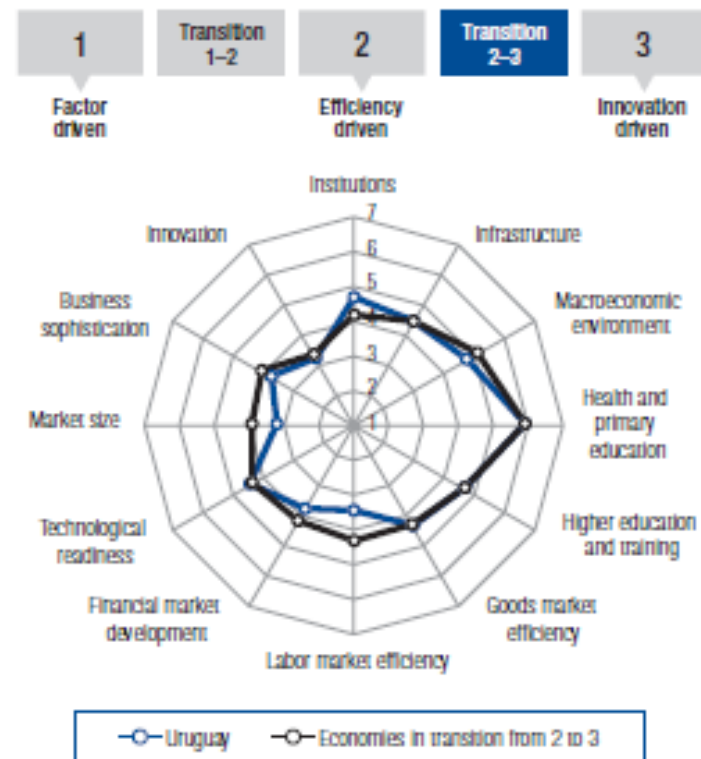 1
Transition
1–2
2
Transition
2–3
3
Factor
driven
Efficiency
driven
Innovation
driven
Institutions
7
Innovation
Infrastructure
6
Business
sophistication
5
Macroeconomic
environment
4
3
Market size
2
Health and
primary
education
1
Technological
readiness
Higher education
and training
Financial market
development
Goods market
efficiency
Labor market efficiency
Uruguay
Economies in transition from 2 to 3